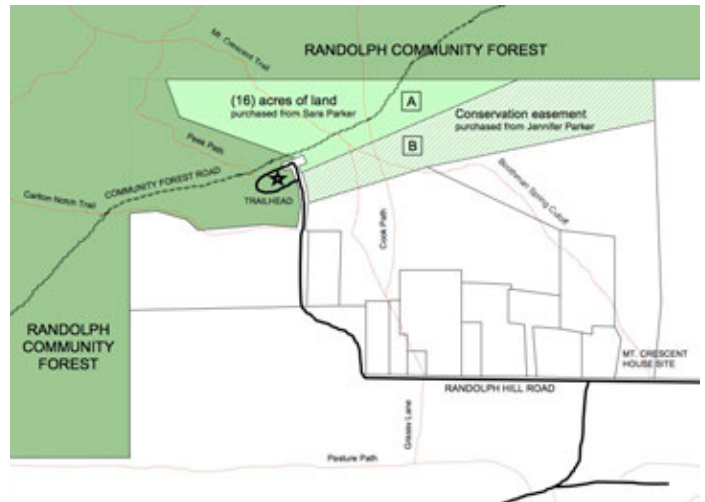 Mt. Crescent Trail
RANDOLPH COMMUNITY FOREST
(16) acres of land
purchased from Sara Parker
A
Conservation easement
purchased from Jennifer Parker
B
Peek Path
COMMUNITY FOREST ROAD
Carlton Notch Trail
TRAILHEAD
Boothman Spring Cutoff
Cook Path
RANDOLPH
COMMUNITY
FOREST
MT. CRESCENT
HOUSE SITE
RANDOLPH HILL ROAD
Grassy Lane
Pasture Path